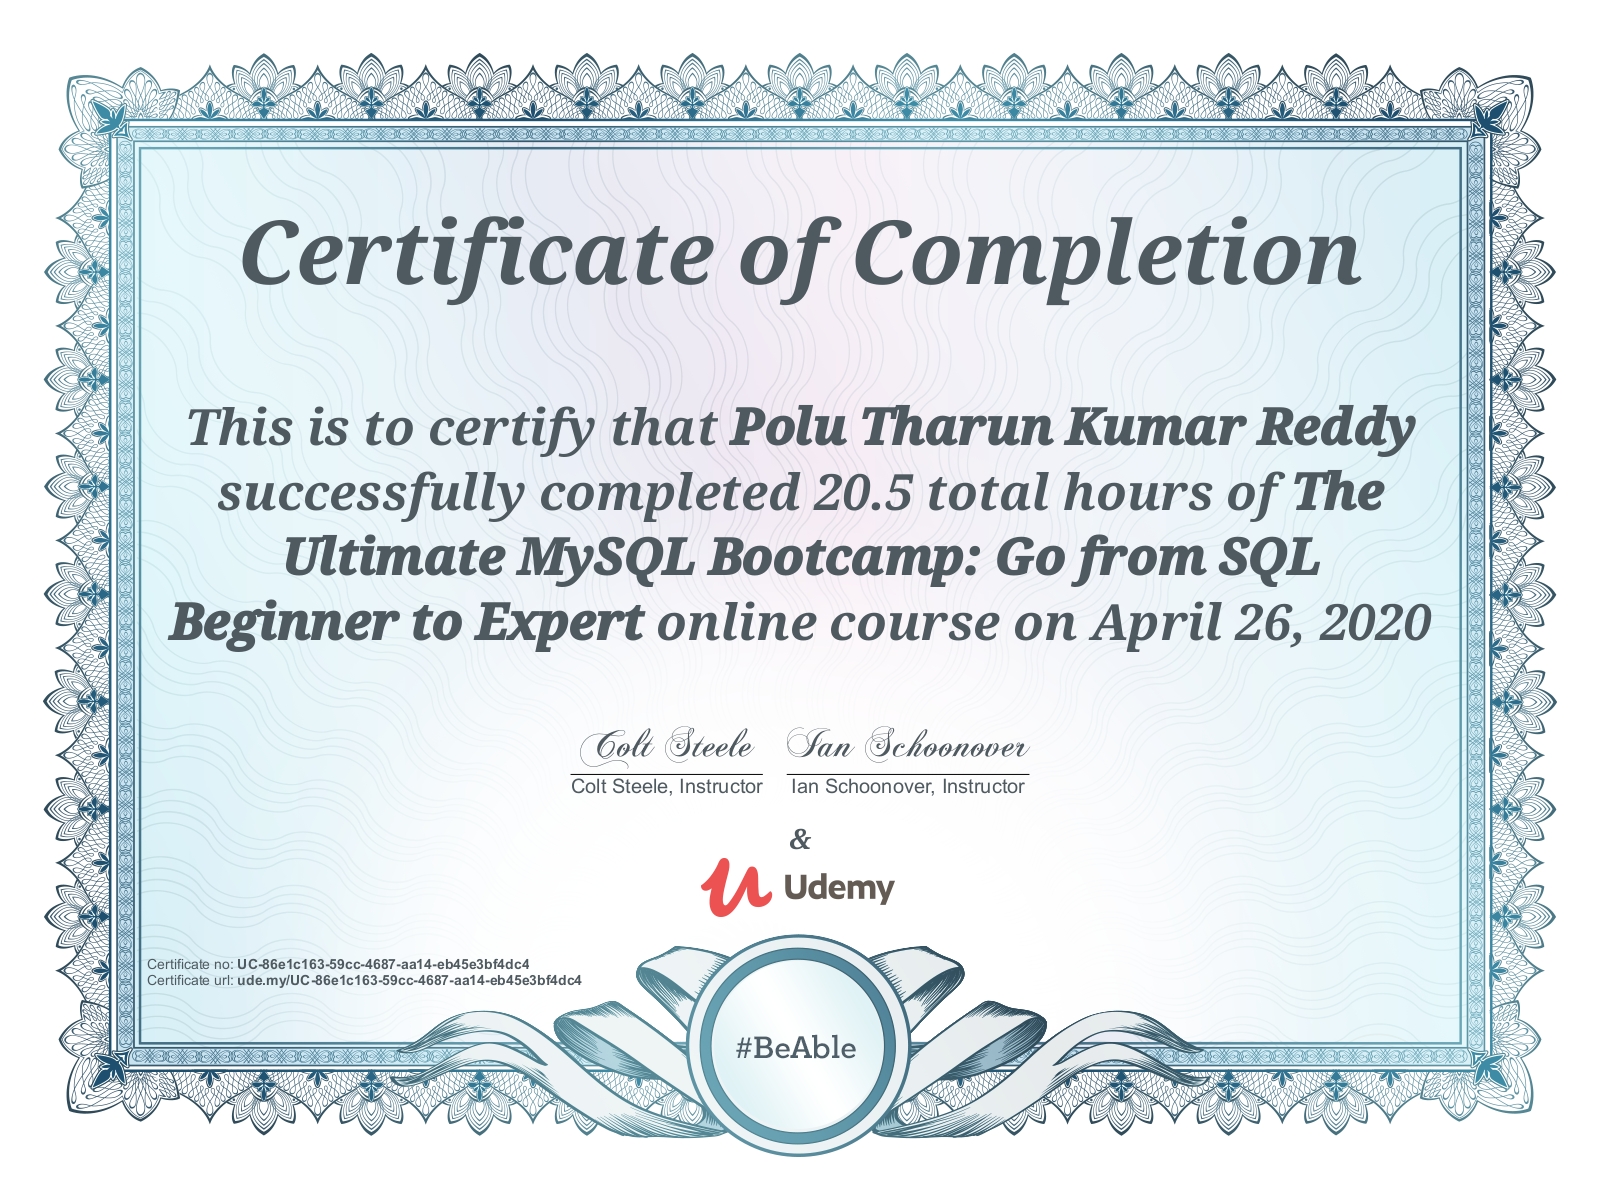 Certificate of Completion
This is to certify that Polu Tharun Kumar Reddy
successfully completed 20.5 total hours of The
Ultimate MySQL Bootcamp: Go from SQL
Beginner to Expert online course on April 26, 2020
Colt Steele Ian Schoonover
Colt Steele, Instructor Ian Schoonover, Instructor
&
Udemy
Certificate no: UC-86e1c163-59cc-4687-aa14-eb45e3bf4dc4
Certificate url: ude.my/UC-86e1c163-59cc-4687-aa14-eb45e3bf4dc4
#BeAble